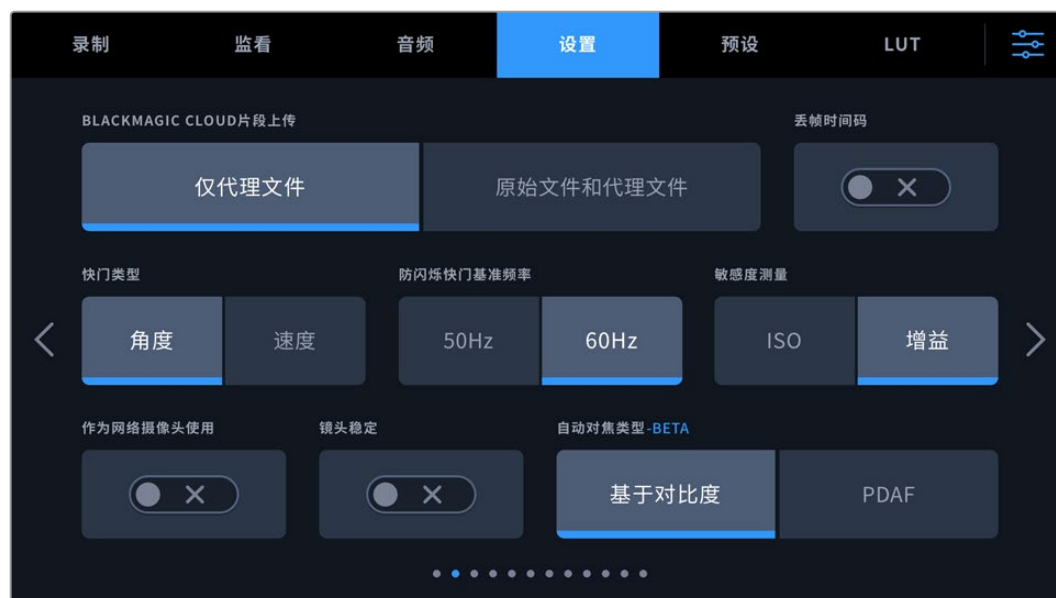 录制 监看 音频 设置 预设 LUT
BLACKMAGIC CLOUD片段上传 丢帧时间码
仅代理文件 原始文件和代理文件
快门类型 防闪烁快门基准频率 敏感度测量
角度 速度 50Hz 60Hz ISO 增益
作为网络摄像头使用 镜头稳定 自动对焦类型-BETA
基于对比度 PDAF